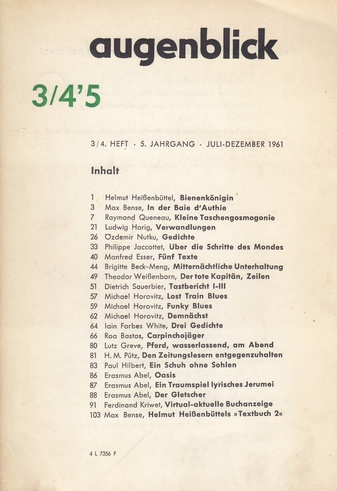 augenblick
3/4'5
3/4. HEFT · 5. JAHRGANG · JULI-DEZEMBER 1961
Inhalt
1 Helmut Heißenbüttel, Bienenkönigin
3 Max Bense, In der Baie d'Authie
7 Raymond Queneau, Kleine Taschengosmogonie
21 Ludwig Harig, Verwandlungen
26 Özdemir Nutku, Gedichte
33 Philippe Jaccottet, Über die Schritte des Mondes
40 Manfred Esser, Fünf Texte
44 Brigitte Beck-Meng, Mitternächtliche Unterhaltung
49 Theodor Weißenborn, Der tote Kapitän, Zeilen
51 Dietrich Sauerbier, Tastbericht I-III
57 Michael Horovitz, Lost Train Blues
59 Michael Horovitz, Funky Blues
62 Michael Horovitz, Demnächst
64 Iain Forbes White, Drei Gedichte
66 Roa Bastos, Carpinchojäger
80 Lutz Greve, Pferd, wasserlassend, am Abend
81 H. M. Pütz, Den Zeitungslesern entgegenzuhalten
83 Paul Hilbert, Ein Schuh ohne Sohlen
86 Erasmus Abel, Oasis
87 Erasmus Abel, Ein Traumspiel lyrisches Jerumei
88 Erasmus Abel, Der Gletscher
91 Ferdinand Kriwet, Virtual-aktuelle Buchanzeige
103 Max Bense, Helmut Heißenbüttels »Textbuch 2«
4 L 7356 F